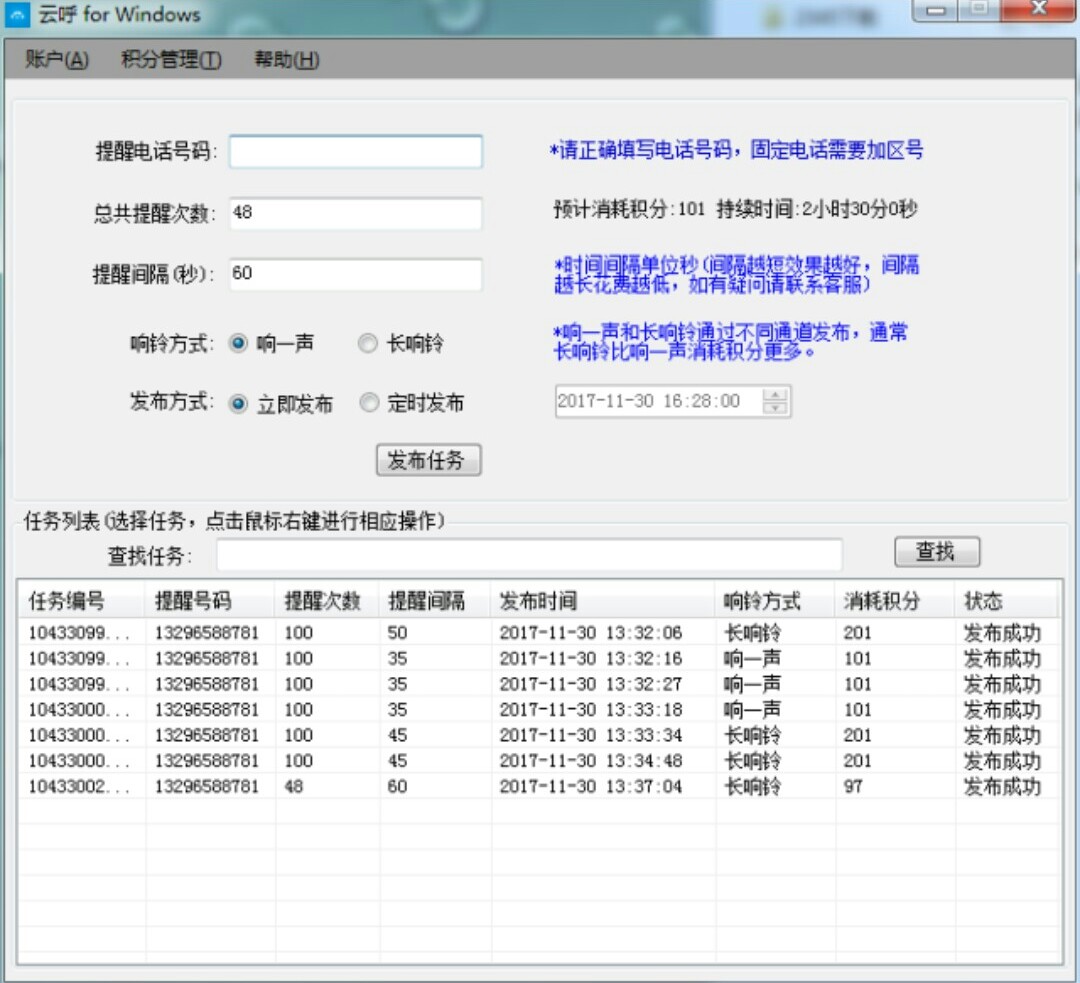 云呼 for Windows
账户(A) 积分管理(T) 帮助(H)
提醒电话号码: *请正确填写电话号码，固定电话需要加区号
总共提醒次数: 48 预计消耗积分:101 持续时间:2小时30分0秒
提醒间隔(秒): 60 *时间间隔单位秒(间隔越短效果越好，间隔
越长花费越低，如有疑问请联系客服)
响铃方式: 响一声 长响铃 *响一声和长响铃通过不同通道发布，通常
长响铃比响一声消耗积分更多。
发布方式: 立即发布 定时发布 2017-11-30 16:28:00
发布任务
任务列表(选择任务，点击鼠标右键进行相应操作)
查找任务: 查找
任务编号 提醒号码 提醒次数 提醒间隔 发布时间 响铃方式 消耗积分 状态
10433099... 13296588781 100 50 2017-11-30 13:32:06 长响铃 201 发布成功
10433099... 13296588781 100 35 2017-11-30 13:32:16 响一声 101 发布成功
10433099... 13296588781 100 35 2017-11-30 13:32:27 响一声 101 发布成功
10433000... 13296588781 100 35 2017-11-30 13:33:18 响一声 101 发布成功
10433000... 13296588781 100 45 2017-11-30 13:33:34 长响铃 201 发布成功
10433000... 13296588781 100 45 2017-11-30 13:34:48 长响铃 201 发布成功
10433002... 13296588781 48 60 2017-11-30 13:37:04 长响铃 97 发布成功